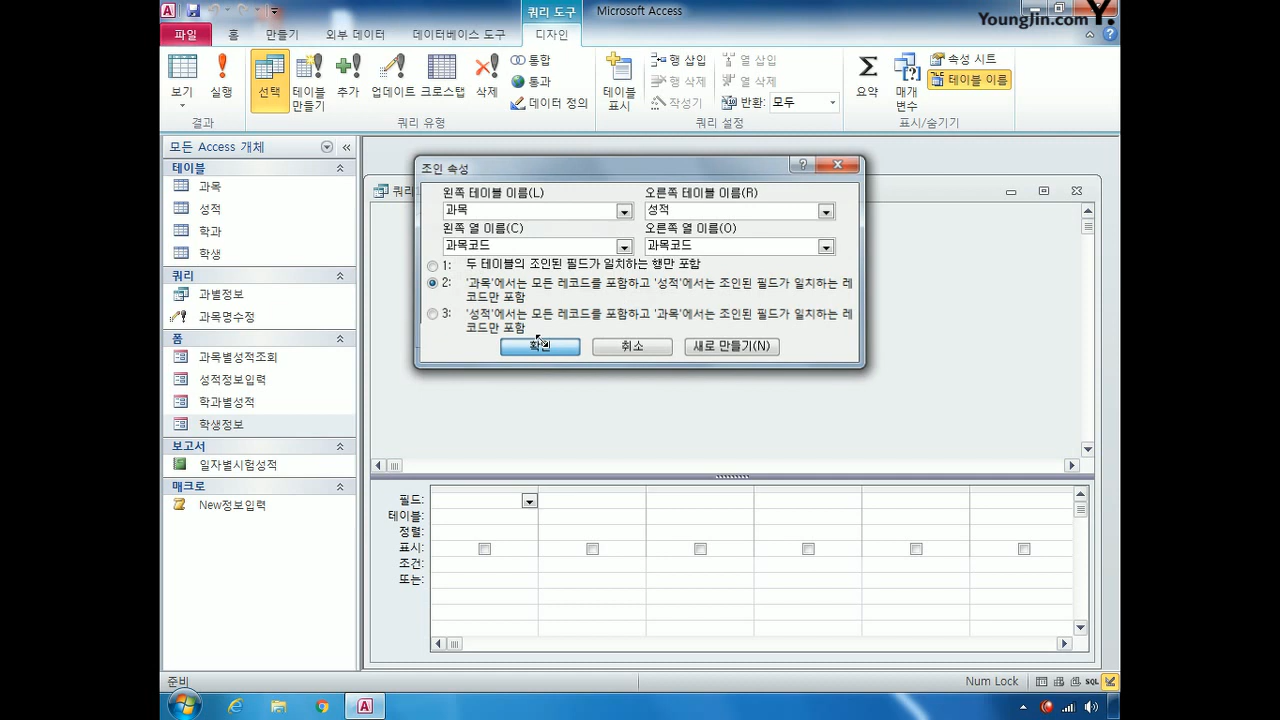 쿼리 도구
Microsoft Access
YoungJin.com Y.
파일
홈
만들기
외부 데이터
데이터베이스 도구
디자인
보기
실행
결과
선택
테이블
만들기
추가
업데이트
크로스탭
삭제
통합
통과
데이터 정의
쿼리 유형
테이블
표시
행 삽입
행 삭제
작성기
열 삽입
열 삭제
반환: 모두
쿼리 설정
요약
매개
변수
속성 시트
테이블 이름
표시/숨기기
모든 Access 개체
테이블
과목
성적
학과
학생
쿼리
과별정보
과목명수정
폼
과목별성적조회
성적정보입력
학과별성적
학생정보
보고서
일자별시험성적
매크로
New정보입력
쿼리
조인 속성
왼쪽 테이블 이름(L)
오른쪽 테이블 이름(R)
과목
성적
왼쪽 열 이름(C)
오른쪽 열 이름(O)
과목코드
과목코드
1: 두 테이블의 조인된 필드가 일치하는 행만 포함
2: '과목'에서는 모든 레코드를 포함하고 '성적'에서는 조인된 필드가 일치하는 레
코드만 포함
3: '성적'에서는 모든 레코드를 포함하고 '과목'에서는 조인된 필드가 일치하는 레
코드만 포함
확인
취소
새로 만들기(N)
필드:
테이블:
정렬:
표시:
조건:
또는:
준비
Num Lock
SQL